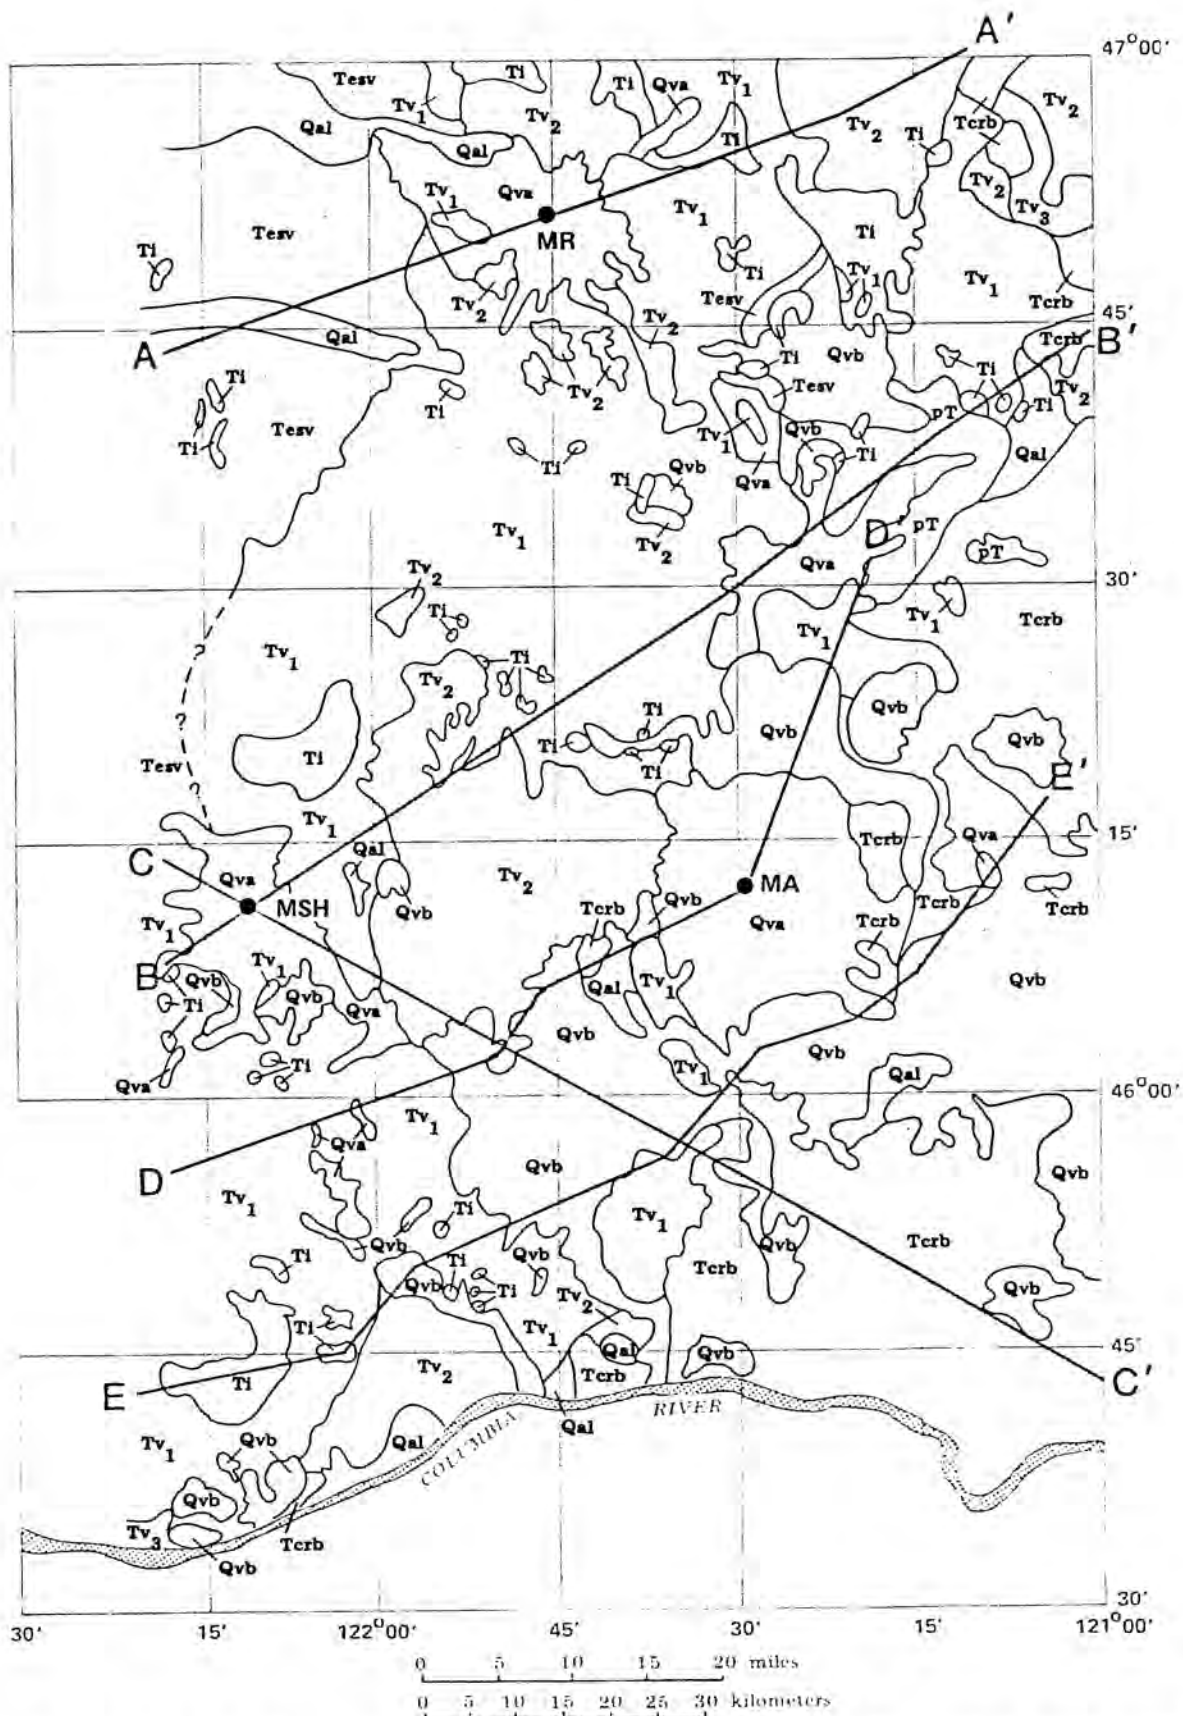 A'
47°00'
Tesv Ti Ti Qva Tv1 Tv2
Tv1 Tv2 Tv2 Ti Tcrb
Qal Qal Ti
Tv1 Qva Tv1 Tv2 Tv3
MR
Tesv Ti
Ti Ti Tv1 Tv1
Tv2 Tesv Tcrb
Tv2 45'
A Qal Qvb Tcrb B'
Ti Ti Ti
Ti Tv2 Tesv Tv2
Ti Tesv Tv1 Qvb pT Ti
Ti Ti Qvb Qva Ti Qal
Ti
Tv1 Tv2 D' pT
pT
Tv2 Qva 30'
Ti Tv1 Tcrb
Tv1 Tv1
? Ti
Tv2 Qvb
? Ti Qvb Qvb
Ti Ti
Tesv Ti E'
?
Tv1 15'
C Qal Tcrb Qva
Qva Tv2 MA
MSH Qvb Tcrb Qvb Qva Tcrb Tcrb
Tv1 Tcrb
B Tv1
Qvb Qvb Qal Tv1 Qvb
Ti Qva Qvb
Qvb
Ti Tv1 Qal
Qva 46°00'
Tv1
Qva
D Qvb Qvb
Tv1 Ti Tv1
Qvb Tcrb
Ti Qvb Qvb
Qvb Ti Tcrb
Ti Tv2 Qvb
Ti Tv1
Qal Qvb 45'
Ti Tv2 Tcrb
E C'
RIVER
Qal
Tv1 Qvb Qal COLUMBIA
Qvb
Tv3 Tcrb
Qvb
30'
30' 15' 122°00' 45' 30' 15' 121°00'
0 5 10 15 20 miles
0 5 10 15 20 25 30 kilometers